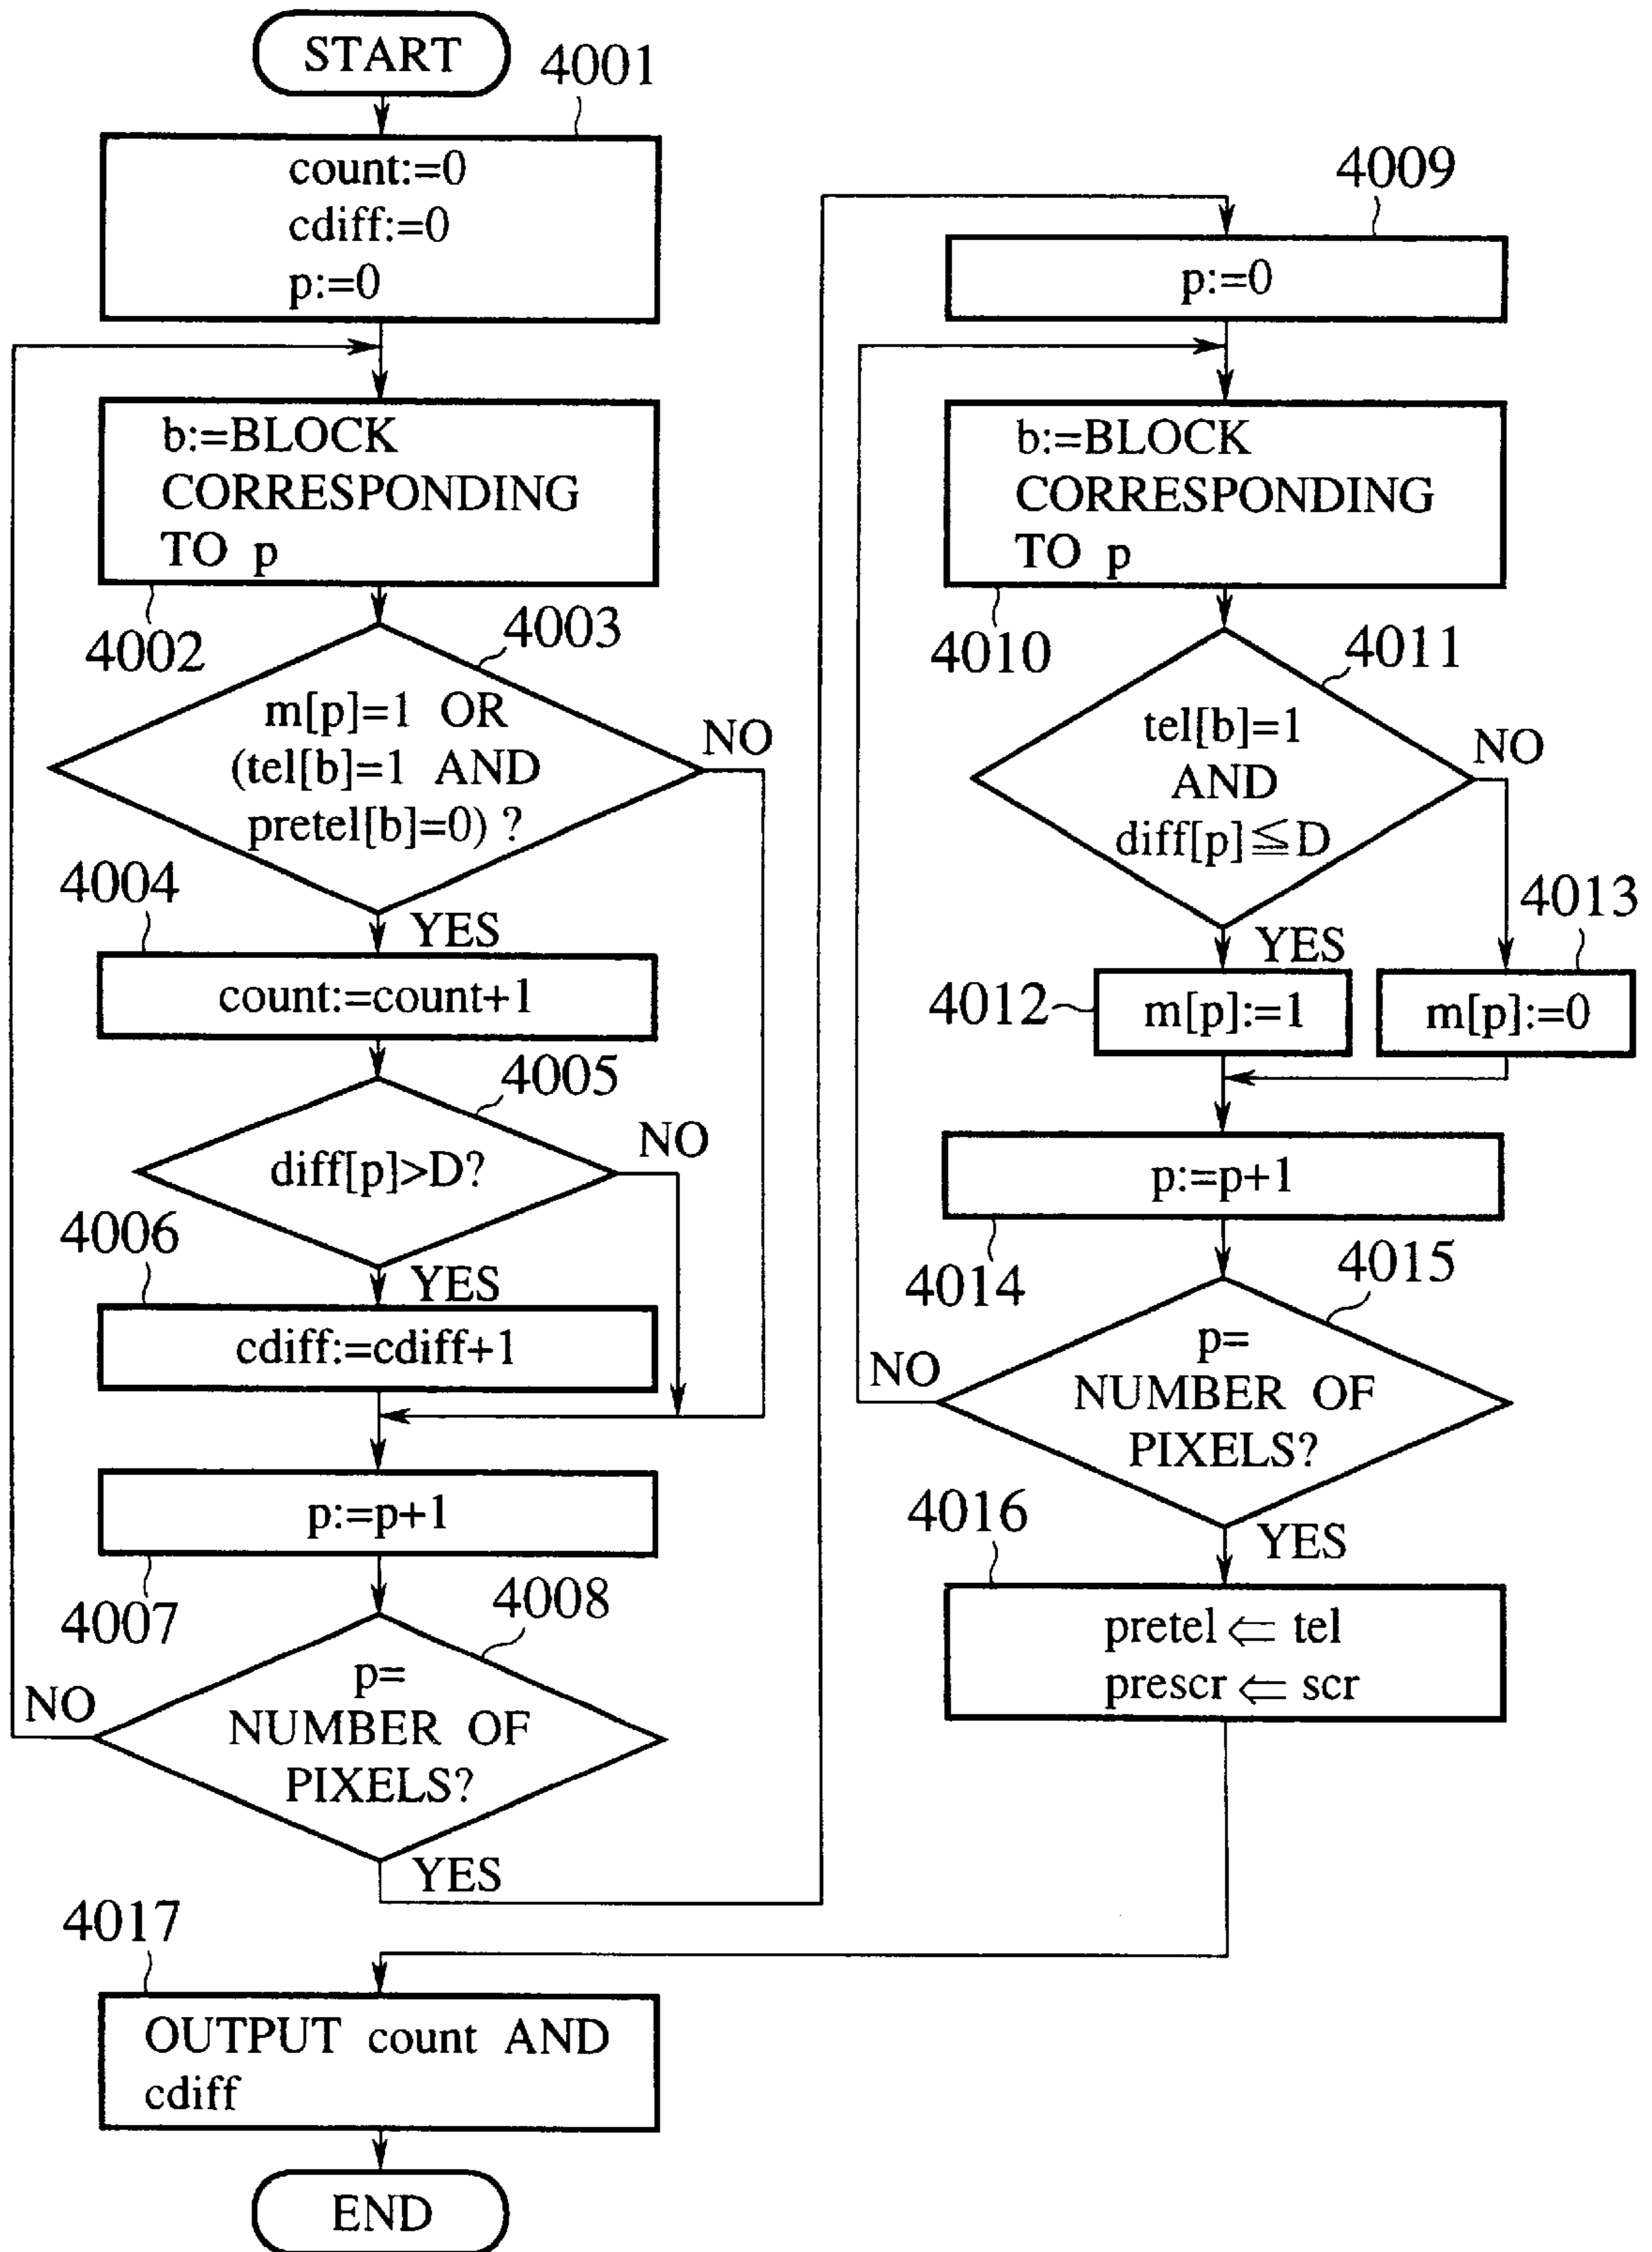 START
4001
count:=0
cdiff:=0
p:=0
b:=BLOCK
CORRESPONDING
TO p
4002
4003
m[p]=1 OR
(tel[b]=1 AND
pretel[b]=0) ?
NO
YES
4004
count:=count+1
4005
diff[p]>D?
NO
YES
4006
cdiff:=cdiff+1
p:=p+1
4007
4008
p=
NUMBER OF
PIXELS?
NO
YES
4009
p:=0
b:=BLOCK
CORRESPONDING
TO p
4010
4011
tel[b]=1
AND
diff[p]≦D
NO
YES
4012
m[p]:=1
4013
m[p]:=0
p:=p+1
4014
4015
p=
NUMBER OF
PIXELS?
NO
YES
4016
pretel ⇐ tel
prescr ⇐ scr
4017
OUTPUT count AND
cdiff
END